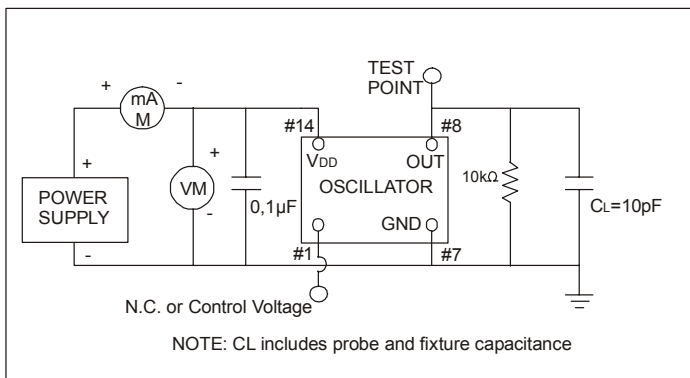 TEST
POINT
+ -
mA
M
#14
#8
+
VDD
OUT
+
10kΩ
POWER
SUPPLY
VM
0,1µF
OSCILLATOR
CL=10pF
-
GND
-
#1
#7
N.C. or Control Voltage
NOTE: CL includes probe and fixture capacitance